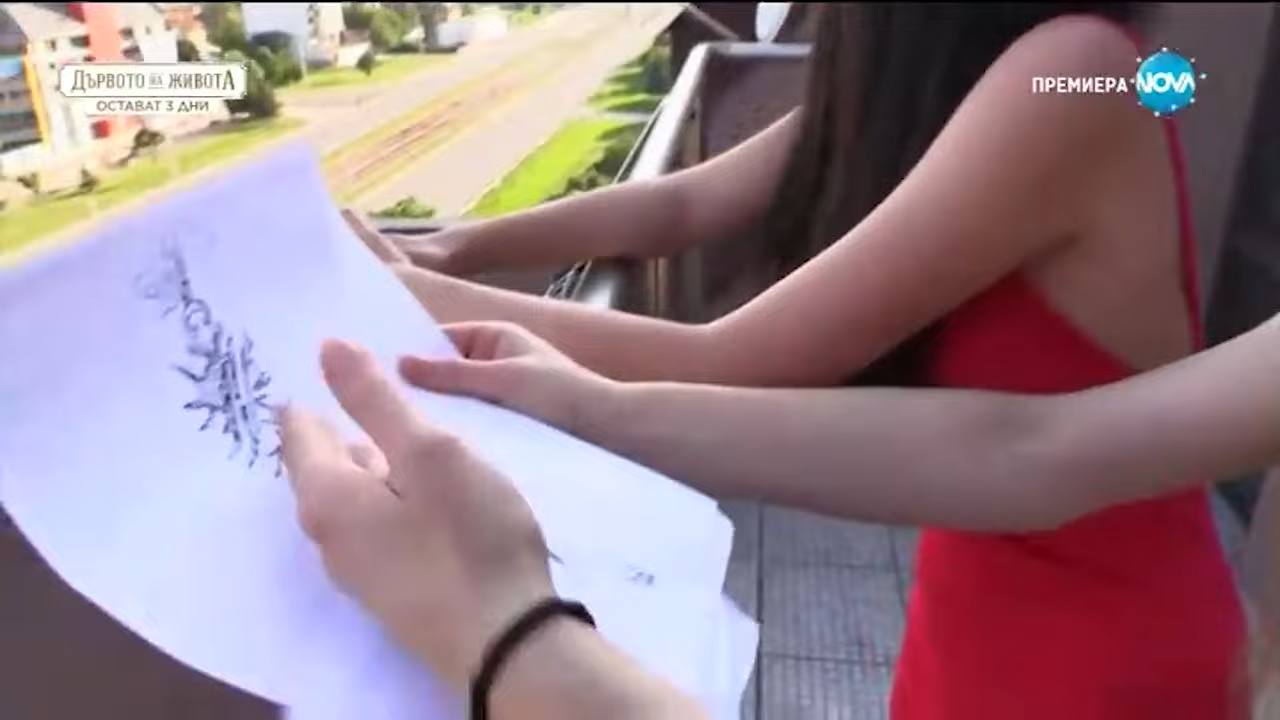 ДЪРВОТО НА ЖИВОТА
ОСТАВАТ 3 ДНИ
ПРЕМИЕРА NOVA